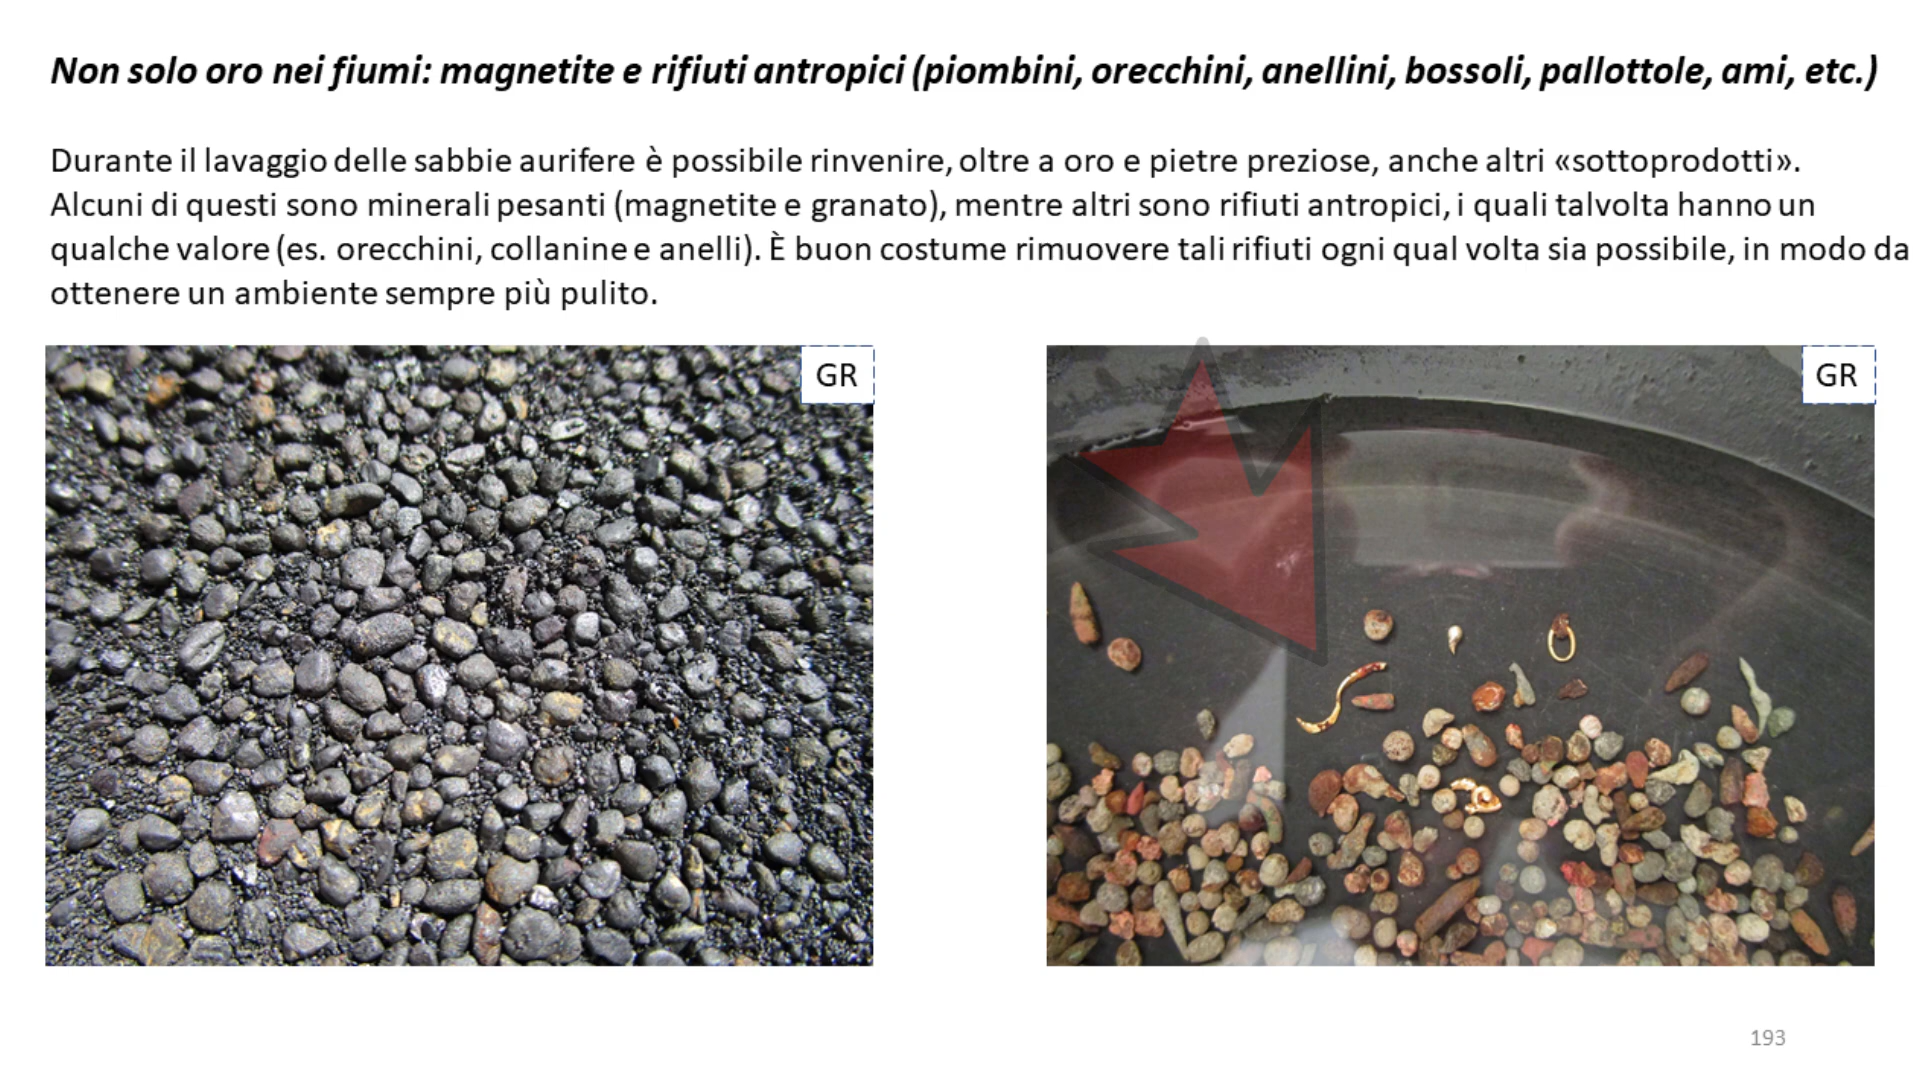 Non solo oro nei fiumi: magnetite e rifiuti antropici (piombini, orecchini, anellini, bossoli, pallottole, ami, etc.)
Durante il lavaggio delle sabbie aurifere è possibile rinvenire, oltre a oro e pietre preziose, anche altri «sottoprodotti».
Alcuni di questi sono minerali pesanti (magnetite e granato), mentre altri sono rifiuti antropici, i quali talvolta hanno un
qualche valore (es. orecchini, collanine e anelli). È buon costume rimuovere tali rifiuti ogni qual volta sia possibile, in modo da
ottenere un ambiente sempre più pulito.
GR
GR
193